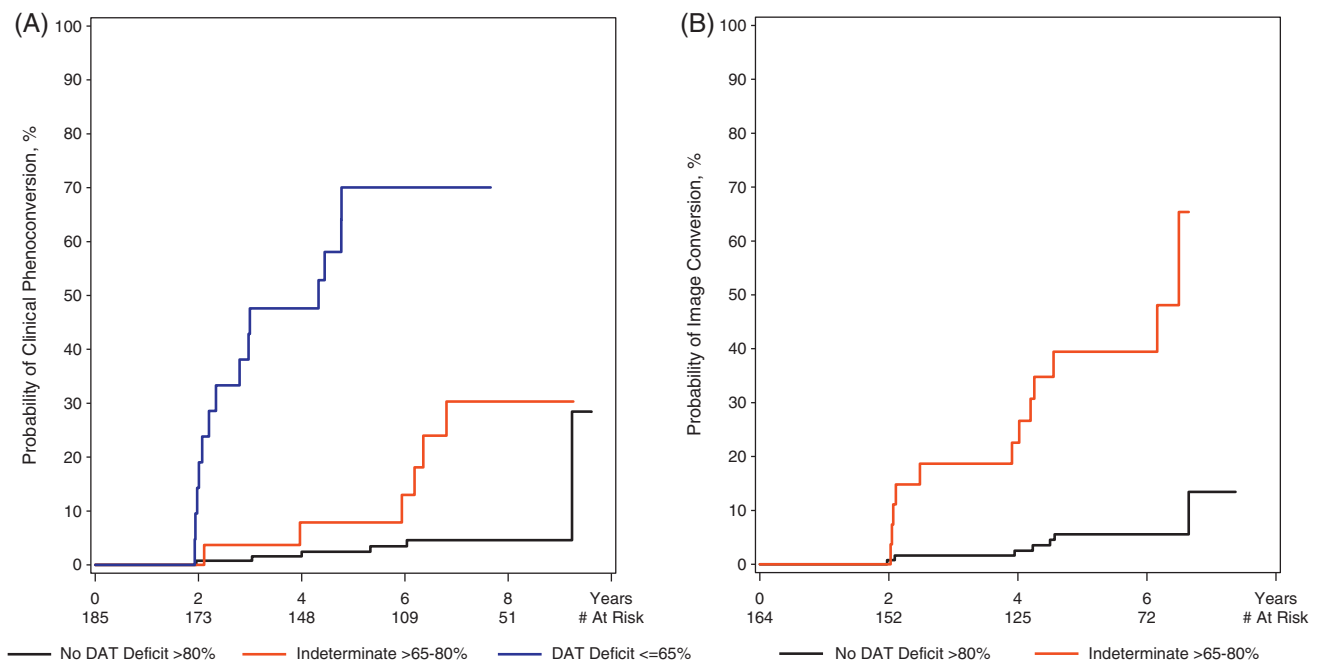 (A)
Probability of Clinical Phenoconversion, %
100
90
80
70
60
50
40
30
20
10
0
0 2 4 6 8 Years
185 173 148 109 51 # At Risk
No DAT Deficit >80% Indeterminate >65-80% DAT Deficit <=65%
(B)
Probability of Image Conversion, %
100
90
80
70
60
50
40
30
20
10
0
0 2 4 6 Years
164 152 125 72 # At Risk
No DAT Deficit >80% Indeterminate >65-80%